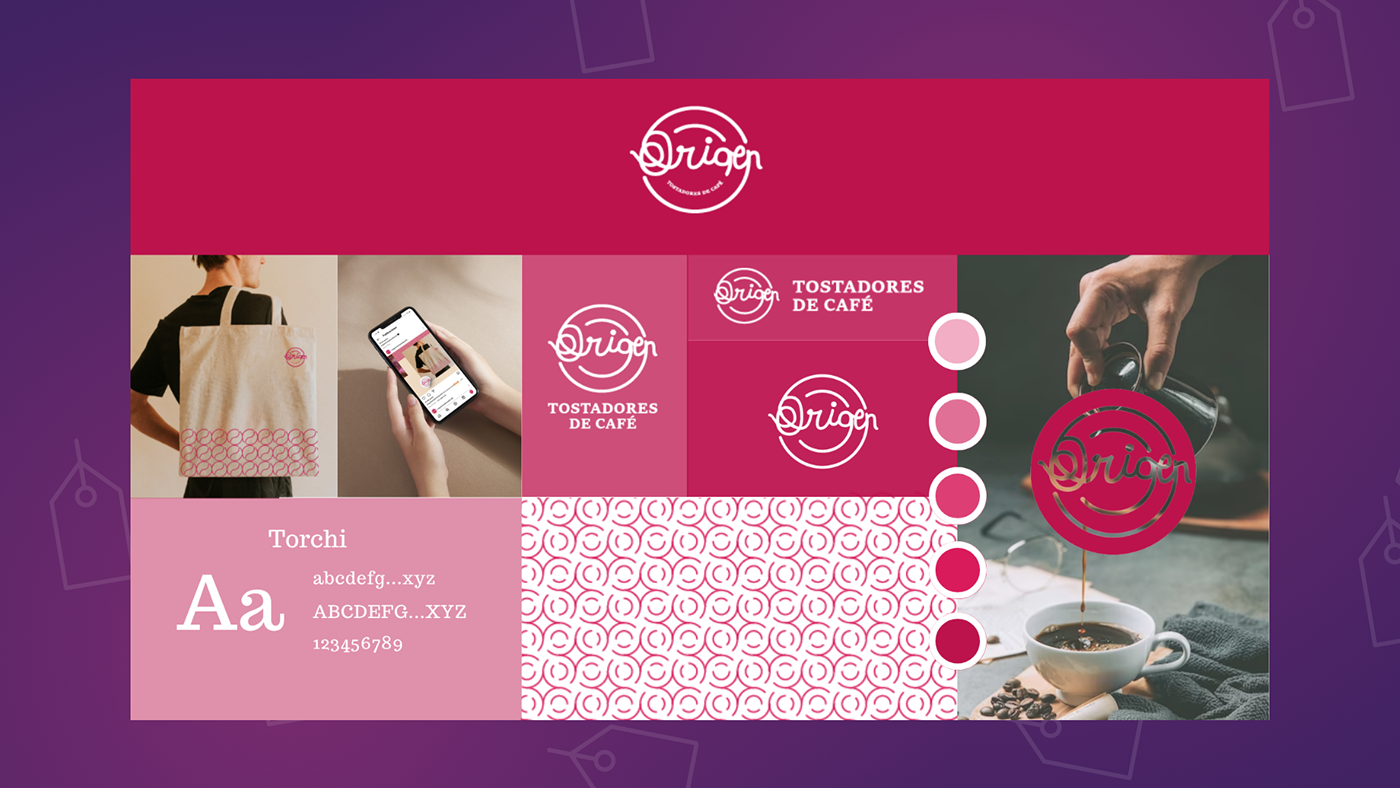 Origen
TOSTADORES DE CAFÉ
Origen
Origen
TOSTADORES
DE CAFÉ
Origen
TOSTADORES
DE CAFÉ
Origen
Origen
Torchi
Aa
abcdefg...xyz
ABCDEFG...XYZ
123456789